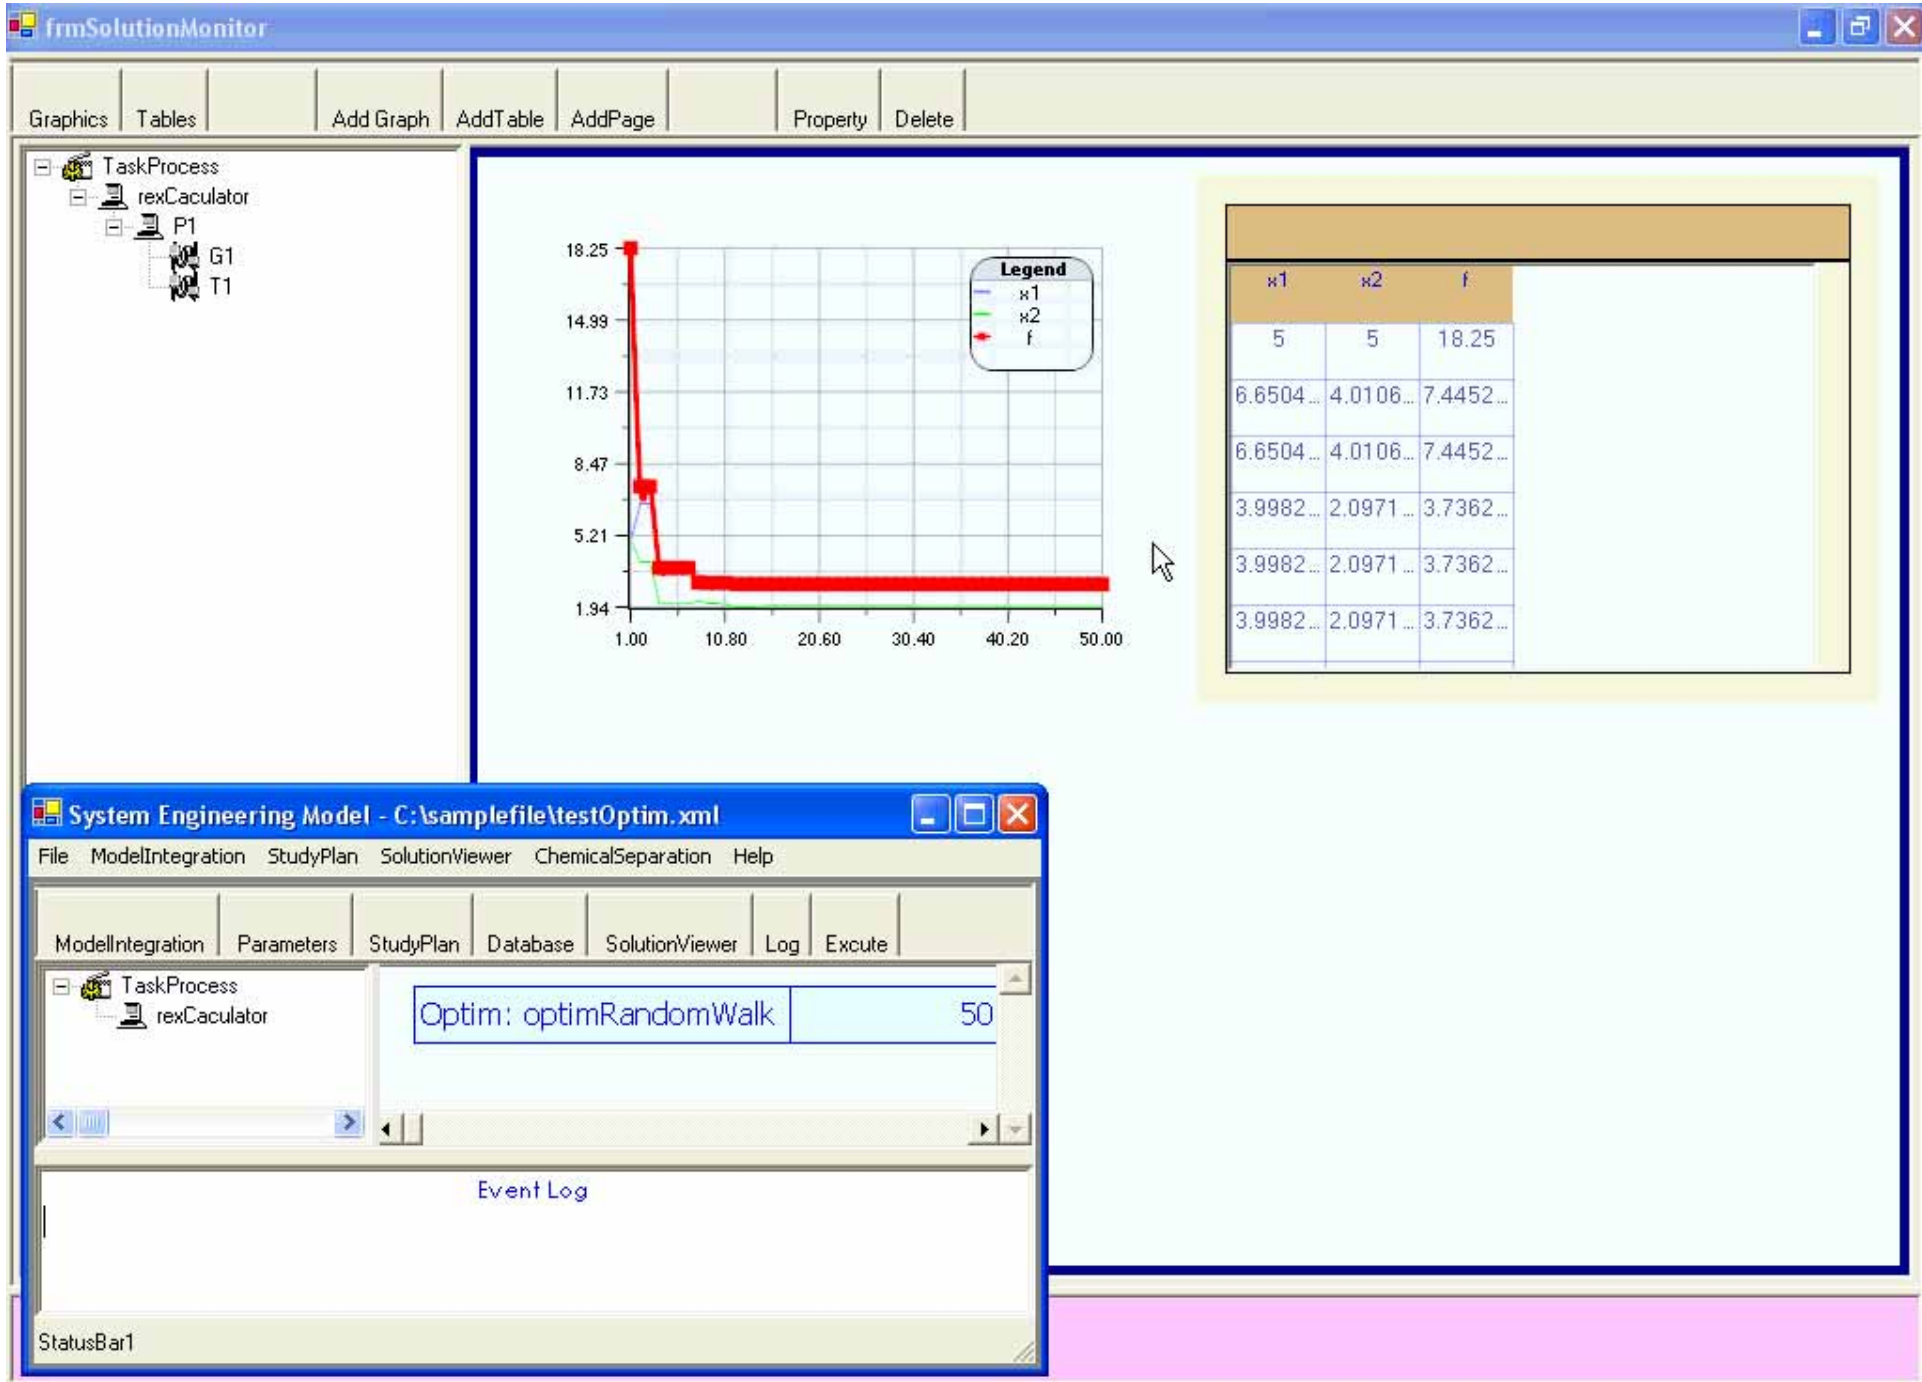 frmSolutionMonitor
Graphics Tables Add Graph AddTable AddPage Property Delete
TaskProcess
rexCaculator
P1
G1
T1
18.25
14.99
11.73
8.47
5.21
1.94
1.00 10.80 20.60 30.40 40.20 50.00
Legend
x1
x2
f
x1 x2 f
5 5 18.25
6.6504... 4.0106... 7.4452...
6.6504... 4.0106... 7.4452...
3.9982... 2.0971... 3.7362...
3.9982... 2.0971... 3.7362...
3.9982... 2.0971... 3.7362...
System Engineering Model - C:\samplefile\testOptim.xml
File ModelIntegration StudyPlan SolutionViewer ChemicalSeparation Help
ModelIntegration Parameters StudyPlan Database SolutionViewer Log Excute
TaskProcess
rexCaculator
Optim: optimRandomWalk 50
Event Log
StatusBar1